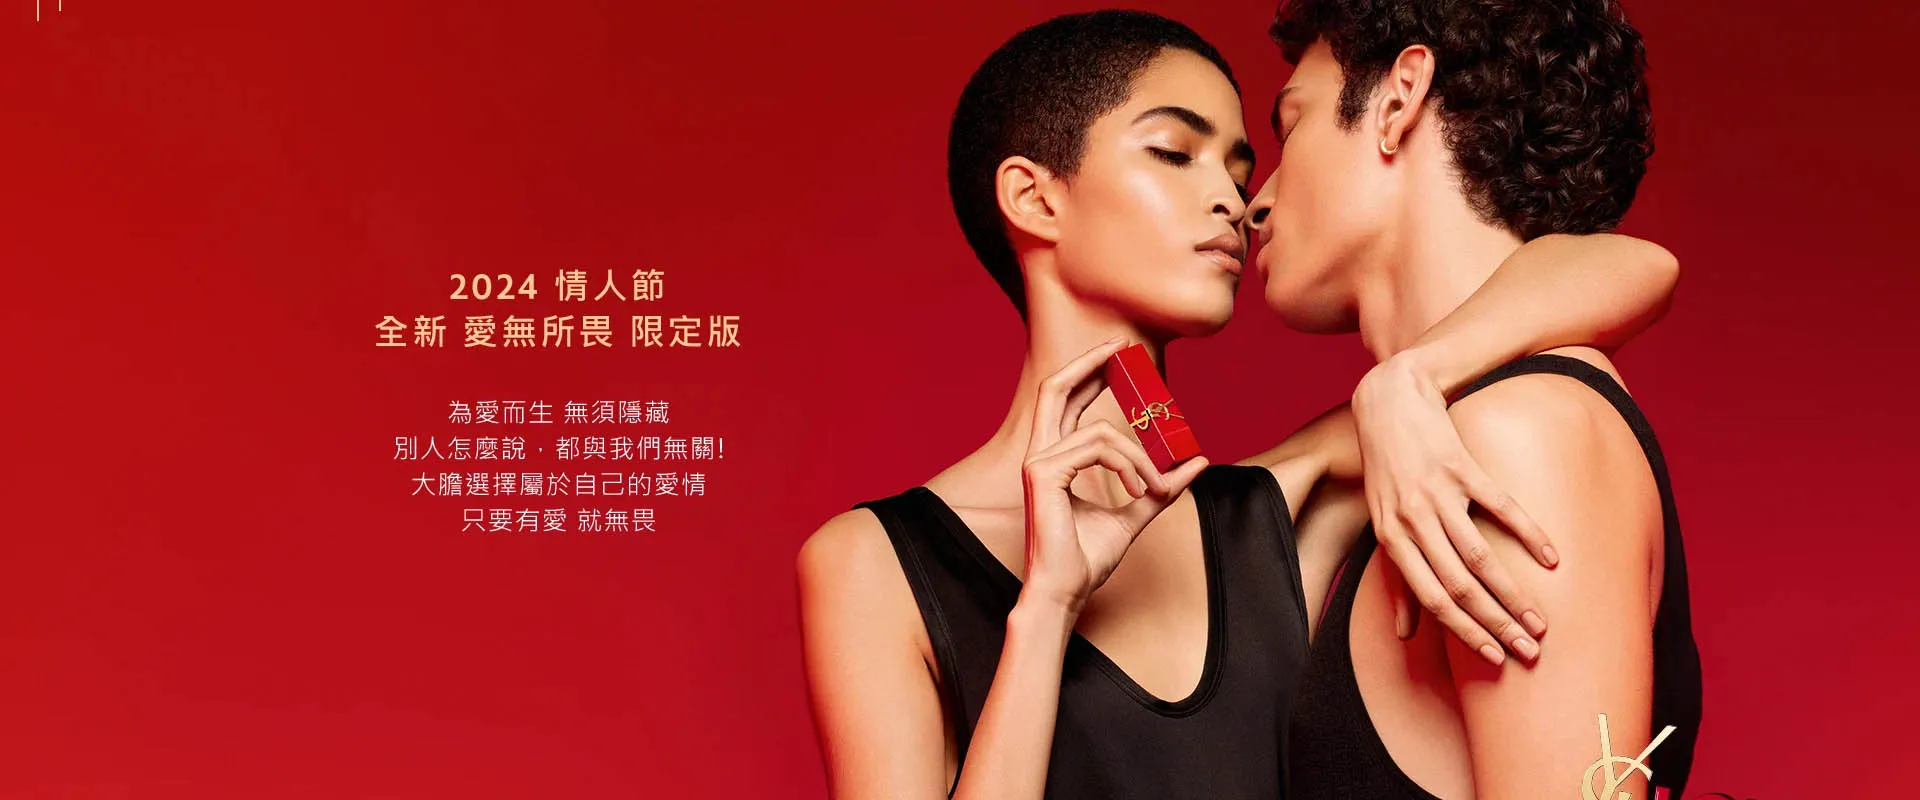 2024 情人節
全新 愛無所畏 限定版
為愛而生 無須隱藏
別人怎麼說，都與我們無關!
大膽選擇屬於自己的愛情
只要有愛 就無畏
YSL